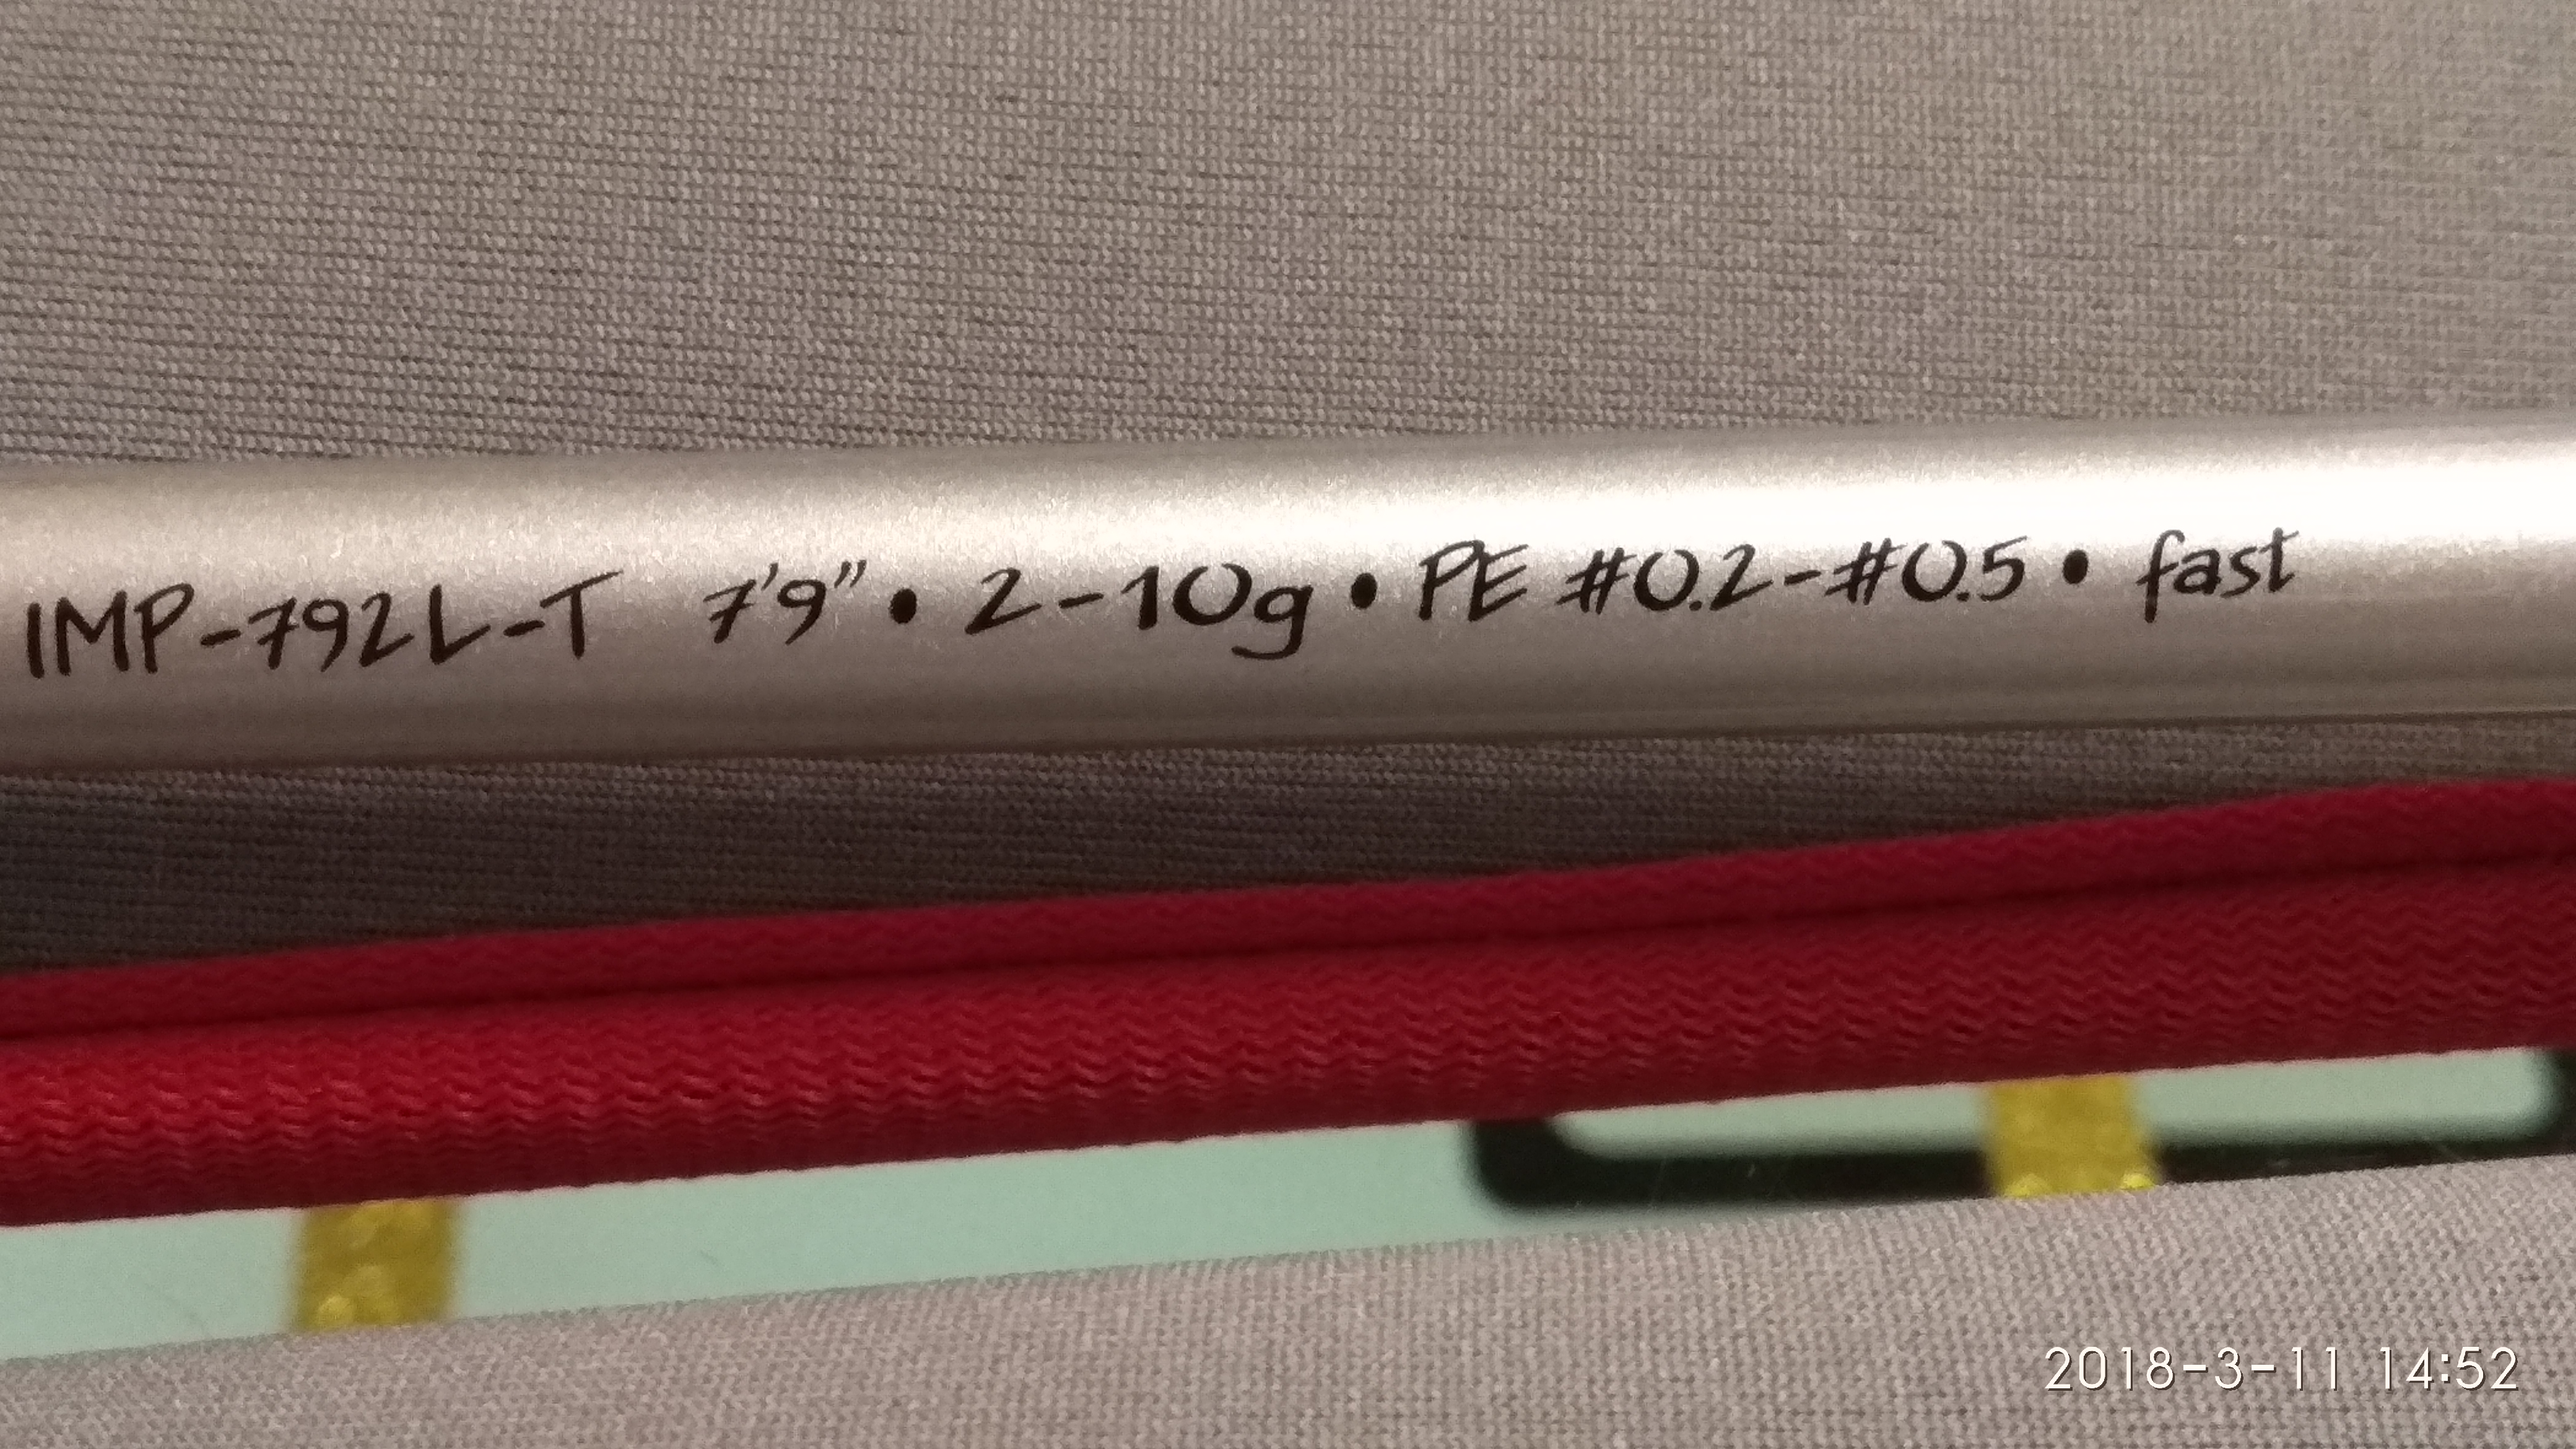 IMP-792L-T 7'9" • 2-10g • PE #0.2-#0.5 • fast
2018-3-11 14:52